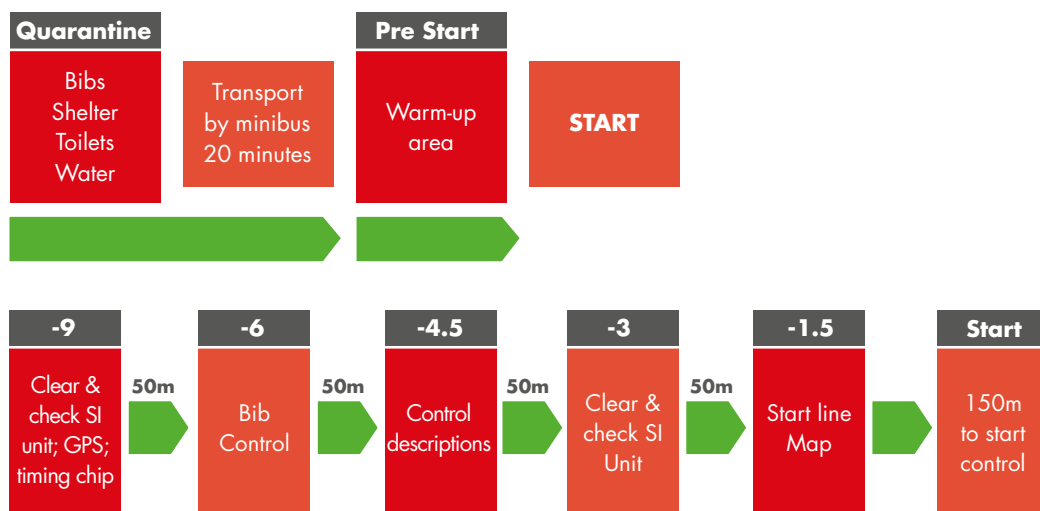 Quarantine
Bibs
Shelter
Toilets
Water
Transport
by minibus
20 minutes
Pre Start
Warm-up
area
START
-9
Clear &
check SI
unit; GPS;
timing chip
50m
-6
Bib
Control
50m
-4.5
Control
descriptions
50m
-3
Clear &
check SI
Unit
50m
-1.5
Start line
Map
Start
150m
to start
control